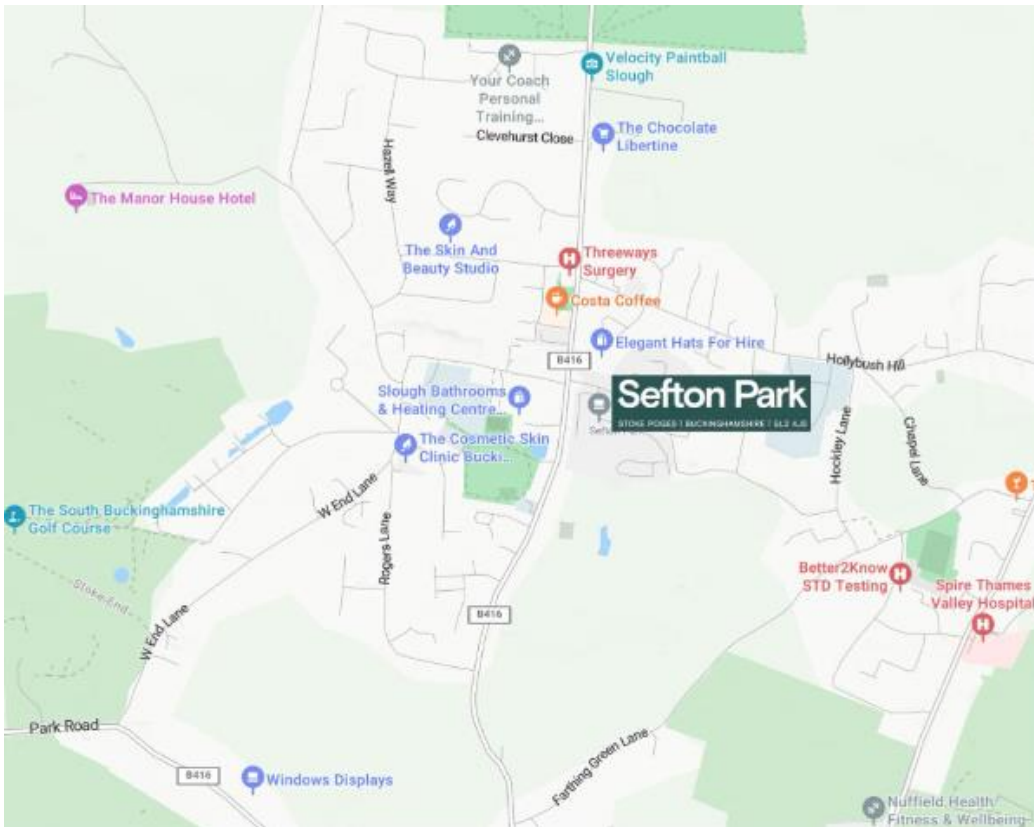 Velocity Paintball
Slough
Your Coach
Personal
Training...
Clevehurst Close
The Chocolate
Libertine
Hazell Way
The Manor House Hotel
The Skin And
Beauty Studio
Threeways
Surgery
Costa Coffee
Elegant Hats For Hire
B416
Hollybush Hill
Slough Bathrooms
& Heating Centre...
Sefton Park
STOKE POGES | BUCKINGHAMSHIRE | SL2 4JS
The Cosmetic Skin
Clinic Bucki...
Hockley Lane
Chapel Lane
W End Lane
The South Buckinghamshire
Golf Course
Rogers Lane
Stoke End
Better2Know
STD Testing
Spire Thames
Valley Hospital
B416
W End Lane
Park Road
Farthing Green Lane
B416
Windows Displays
Nuffield Health
Fitness & Wellbeing